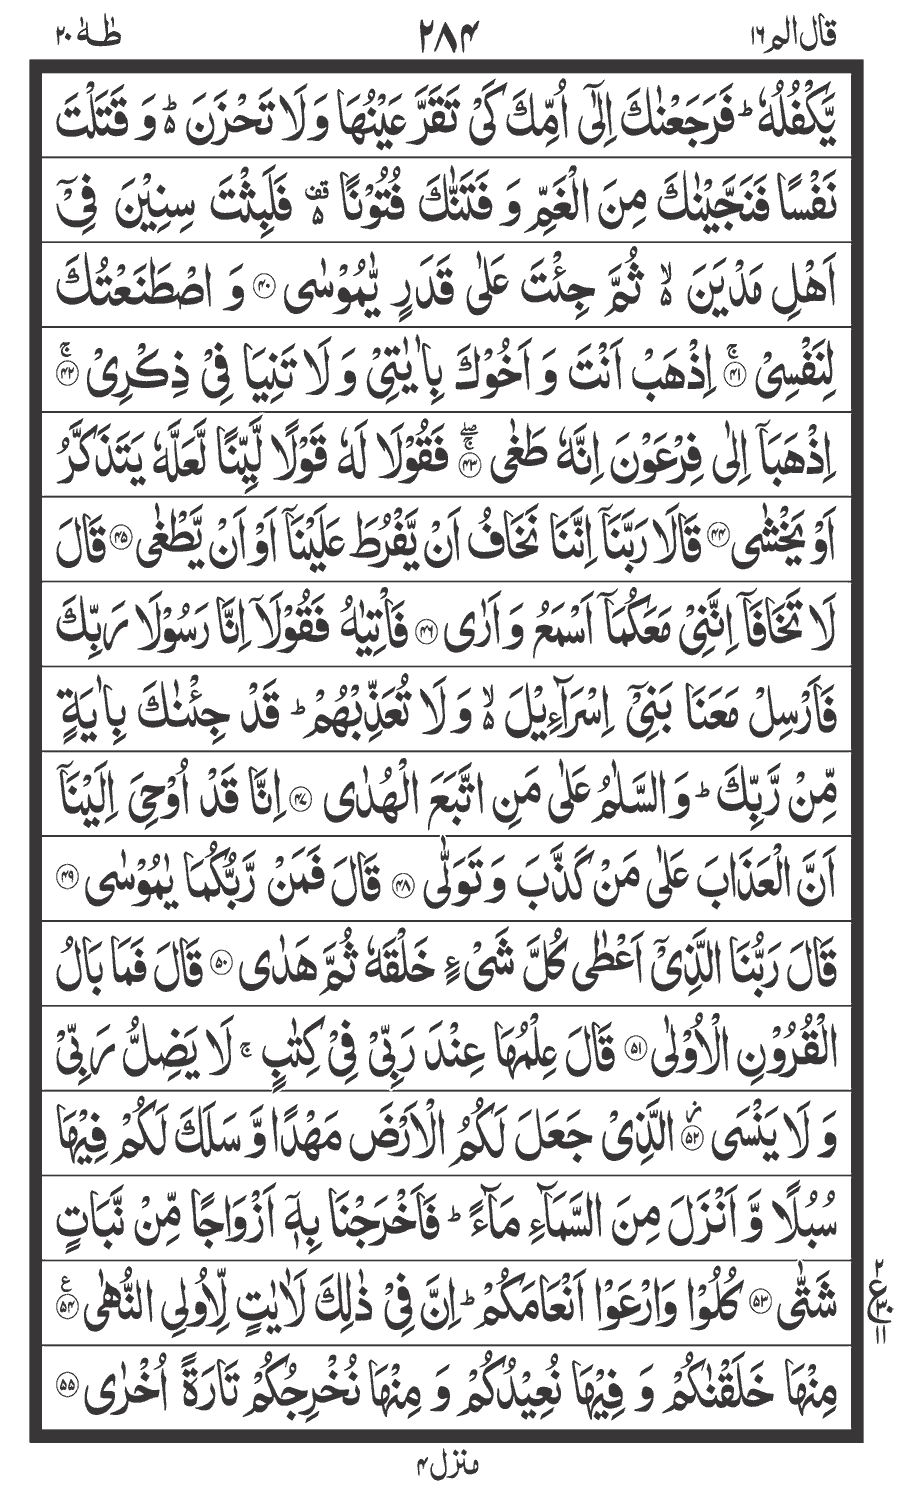 قال الم ۱۶ ۲۸۴ طٰهٰ ۲۰
يَّكْفُلُهٗ ؕ فَرَجَعْنٰكَ اِلٰٓى اُمِّكَ كَىْ تَقَرَّ عَيْنُهَا وَ لَا تَحْزَنَ ۬ؕ وَ قَتَلْتَ
نَفْسًا فَنَجَّيْنٰكَ مِنَ الْغَمِّ وَ فَتَنّٰكَ فُتُوْنًا ۬۫ فَلَبِثْتَ سِنِيْنَ فِىْٓ
اَهْلِ مَدْيَنَ ۙ۬ ثُمَّ جِئْتَ عَلٰى قَدَرٍ يّٰمُوْسٰى ﴿۴۰﴾ وَ اصْطَنَعْتُكَ
لِنَفْسِىْ ۚ﴿۴۱﴾ اِذْهَبْ اَنْتَ وَ اَخُوْكَ بِاٰيٰتِىْ وَ لَا تَنِيَا فِىْ ذِكْرِىْ ۚ﴿۴۲﴾
اِذْهَبَاۤ اِلٰى فِرْعَوْنَ اِنَّهٗ طَغٰى ۚۖ﴿۴۳﴾ فَقُوْلَا لَهٗ قَوْلًا لَّيِّنًا لَّعَلَّهٗ يَتَذَكَّرُ
اَوْ يَخْشٰى ﴿۴۴﴾ قَالَا رَبَّنَاۤ اِنَّنَا نَخَافُ اَنْ يَّفْرُطَ عَلَيْنَاۤ اَوْ اَنْ يَّطْغٰى ﴿۴۵﴾ قَالَ
لَا تَخَافَاۤ اِنَّنِىْ مَعَكُمَاۤ اَسْمَعُ وَ اَرٰى ﴿۴۶﴾ فَاْتِيٰهُ فَقُوْلَاۤ اِنَّا رَسُوْلَا رَبِّكَ
فَاَرْسِلْ مَعَنَا بَنِىْۤ اِسْرَآءِيْلَ ۙ۬ وَ لَا تُعَذِّبْهُمْ ؕ قَدْ جِئْنٰكَ بِاٰيَةٍ
مِّنْ رَّبِّكَ ؕ وَ السَّلٰمُ عَلٰى مَنِ اتَّبَعَ الْهُدٰى ﴿۴۷﴾ اِنَّا قَدْ اُوْحِىَ اِلَيْنَاۤ
اَنَّ الْعَذَابَ عَلٰى مَنْ كَذَّبَ وَ تَوَلّٰى ﴿۴۸﴾ قَالَ فَمَنْ رَّبُّكُمَا يٰمُوْسٰى ﴿۴۹﴾
قَالَ رَبُّنَا الَّذِىْۤ اَعْطٰى كُلَّ شَىْءٍ خَلْقَهٗ ثُمَّ هَدٰى ﴿۵۰﴾ قَالَ فَمَا بَالُ
الْقُرُوْنِ الْاُوْلٰى ﴿۵۱﴾ قَالَ عِلْمُهَا عِنْدَ رَبِّىْ فِىْ كِتٰبٍ ۚ لَا يَضِلُّ رَبِّىْ
وَ لَا يَنْسَى ﴿۫۵۲﴾ الَّذِىْ جَعَلَ لَكُمُ الْاَرْضَ مَهْدًا وَّ سَلَكَ لَكُمْ فِيْهَا
سُبُلًا وَّ اَنْزَلَ مِنَ السَّمَآءِ مَآءً ؕ فَاَخْرَجْنَا بِهٖۤ اَزْوَاجًا مِّنْ نَّبَاتٍ
شَتّٰى ﴿۵۳﴾ كُلُوْا وَارْعَوْا اَنْعَامَكُمْ ؕ اِنَّ فِىْ ذٰلِكَ لَاٰيٰتٍ لِّاُولِى النُّهٰى ﴿۵۴﴾ ع
۲ ع ۳۰ ۱۱
مِنْهَا خَلَقْنٰكُمْ وَ فِيْهَا نُعِيْدُكُمْ وَ مِنْهَا نُخْرِجُكُمْ تَارَةً اُخْرٰى ﴿۵۵﴾
منزل ۴